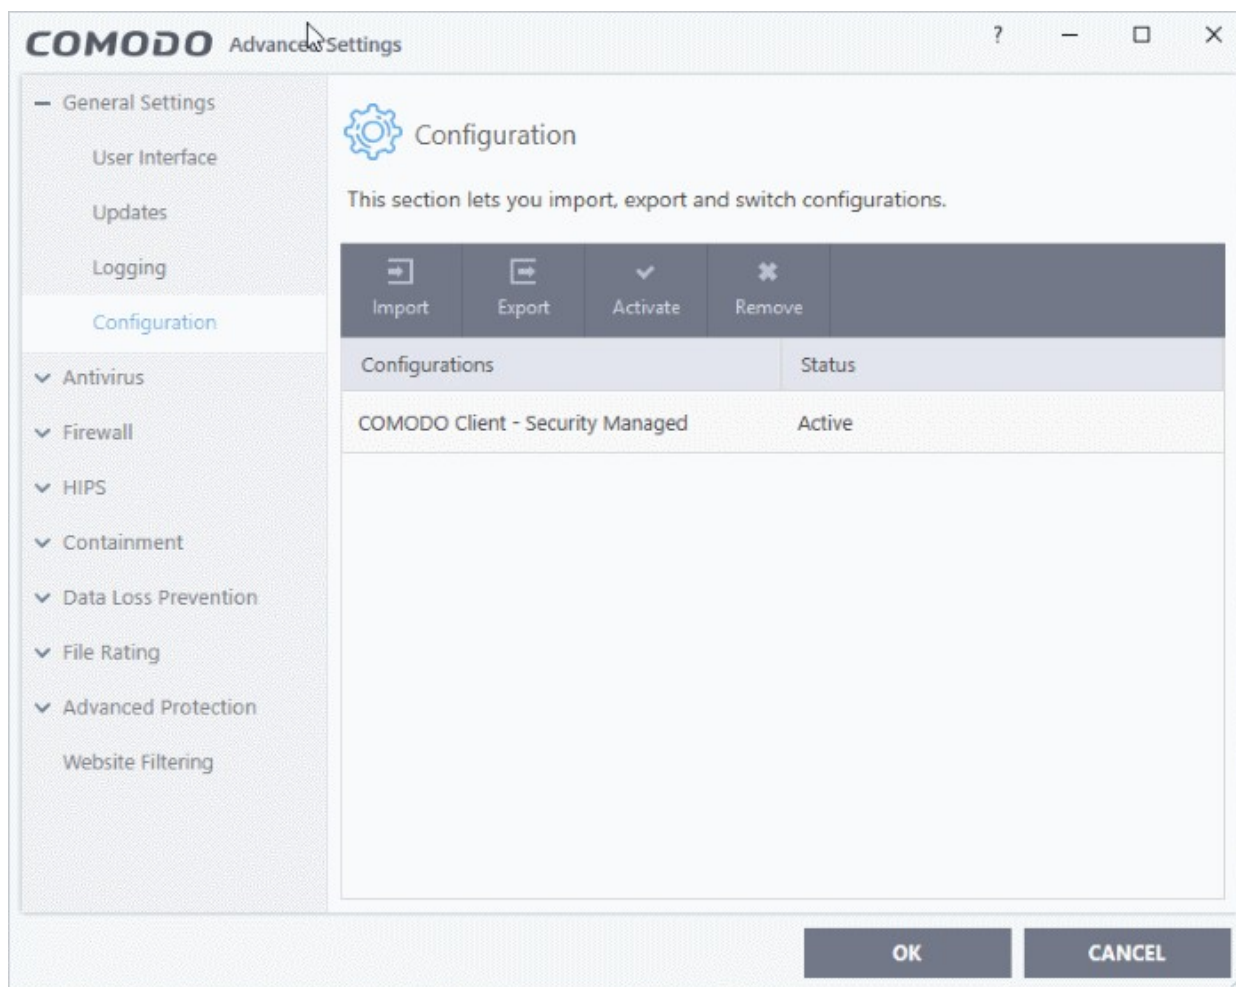 COMODO Advanced Settings ?
General Settings
User Interface
Updates
Logging
Configuration
Antivirus
Firewall
HIPS
Containment
Data Loss Prevention
File Rating
Advanced Protection
Website Filtering
Configuration
This section lets you import, export and switch configurations.
Import Export Activate Remove
Configurations Status
COMODO Client - Security Managed Active
OK CANCEL